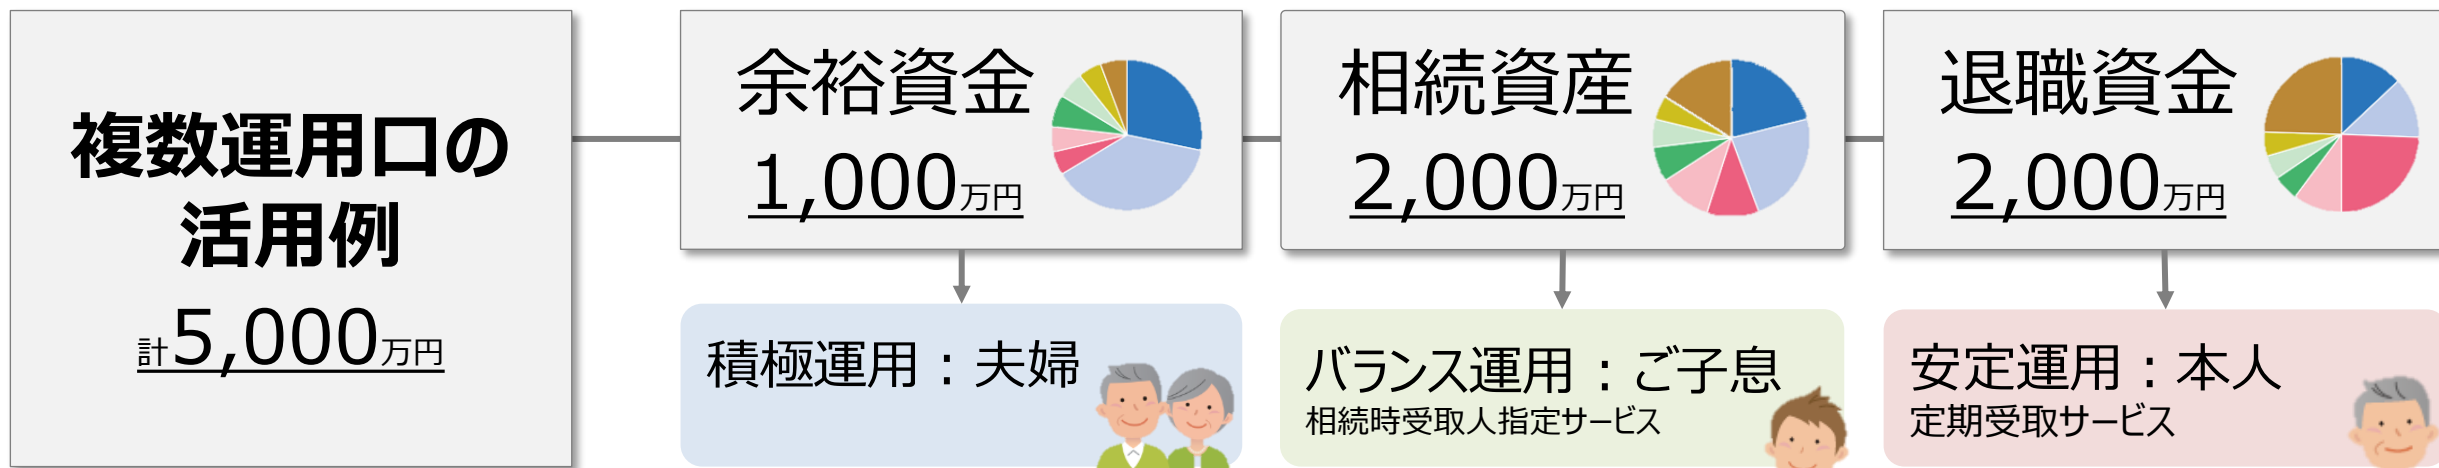 複数運用口の
活用例
計5,000万円
余裕資金
1,000万円
相続資産
2,000万円
退職資金
2,000万円
積極運用：夫婦
バランス運用：ご子息
相続時受取人指定サービス
安定運用：本人
定期受取サービス